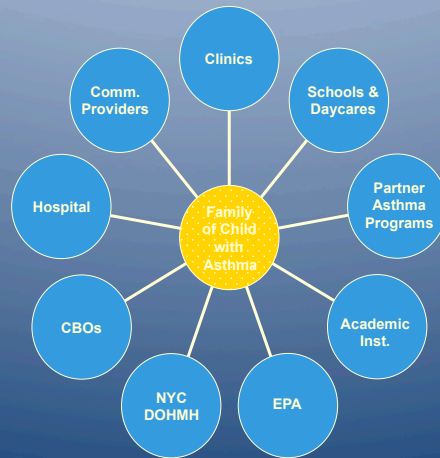 Clinics
Comm.
Providers
Schools &
Daycares
Hospital
Family
of Child
with
Asthma
Partner
Asthma
Programs
CBOs
Academic
Inst.
NYC
DOHMH
EPA